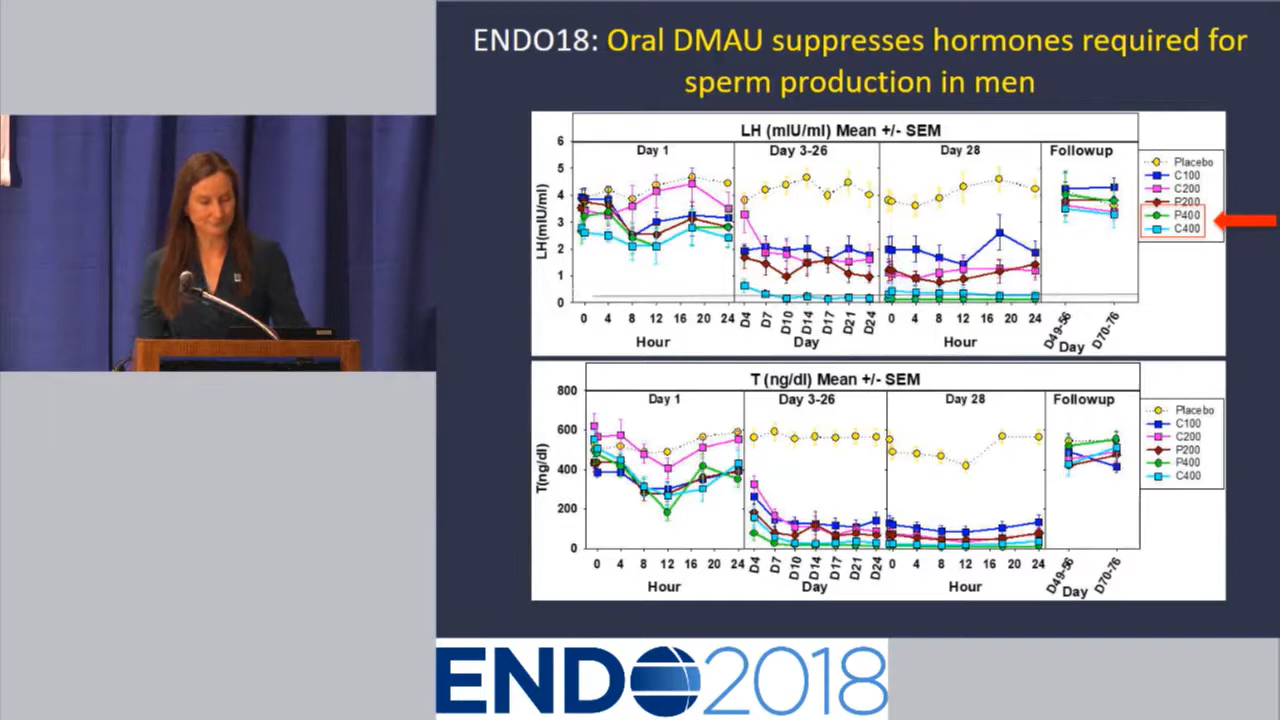 ENDO18: Oral DMAU suppresses hormones required for
sperm production in men
LH (mIU/ml) Mean +/- SEM
Day 1
Day 3-26
Day 28
Followup
LH(mIU/ml)
6
5
4
3
2
1
0
0 4 8 12 16 20 24
D4 D7 D10 D14 D17 D21 D24
0 4 8 12 16 20 24
D49-56 D70-76
Hour
Day
Hour
Day
Placebo
C100
C200
P200
P400
C400
T (ng/dl) Mean +/- SEM
Day 1
Day 3-26
Day 28
Followup
T(ng/dl)
800
600
400
200
0
0 4 8 12 16 20 24
D4 D7 D10 D14 D17 D21 D24
0 4 8 12 16 20 24
D49-56 D70-76
Hour
Day
Hour
Day
Placebo
C100
C200
P200
P400
C400
ENDO2018